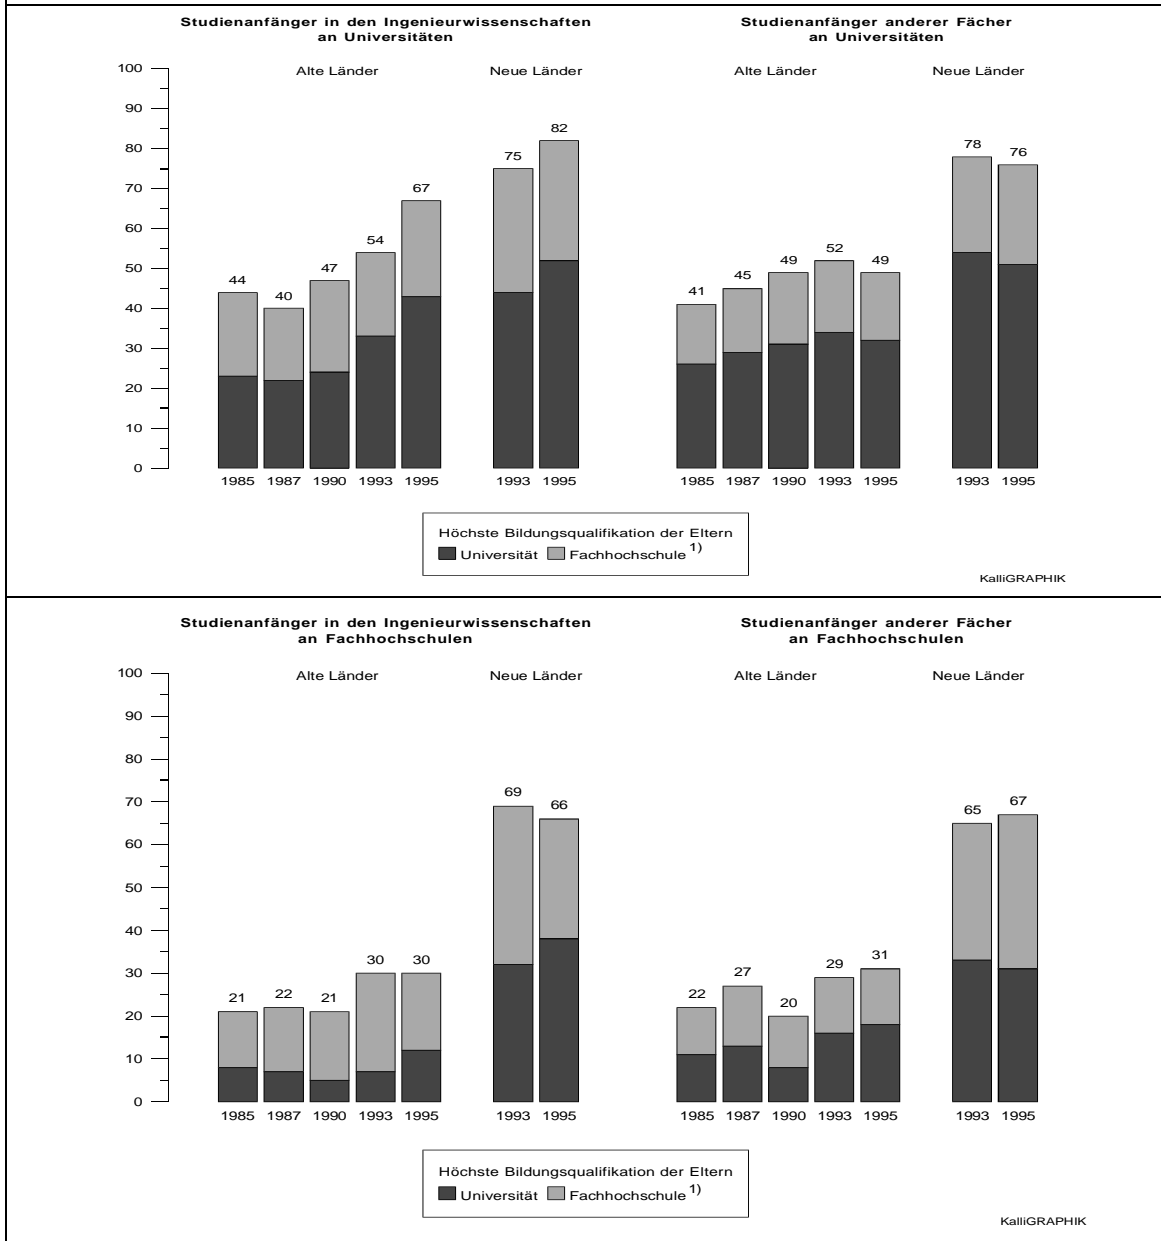 Studienanfänger in den Ingenieurwissenschaften
an Universitäten
Studienanfänger anderer Fächer
an Universitäten
Alte Länder
Neue Länder
Alte Länder
Neue Länder
100
90
80
70
60
50
40
30
20
10
0
44
40
47
54
67
75
82
41
45
49
52
49
78
76
1985 1987 1990 1993 1995 1993 1995 1985 1987 1990 1993 1995 1993 1995
Höchste Bildungsqualifikation der Eltern
Universität Fachhochschule 1)
KalliGRAPHIK
Studienanfänger in den Ingenieurwissenschaften
an Fachhochschulen
Studienanfänger anderer Fächer
an Fachhochschulen
Alte Länder
Neue Länder
Alte Länder
Neue Länder
100
90
80
70
60
50
40
30
20
10
0
21
22
21
30
30
69
66
22
27
20
29
31
65
67
1985 1987 1990 1993 1995 1993 1995 1985 1987 1990 1993 1995 1993 1995
Höchste Bildungsqualifikation der Eltern
Universität Fachhochschule 1)
KalliGRAPHIK